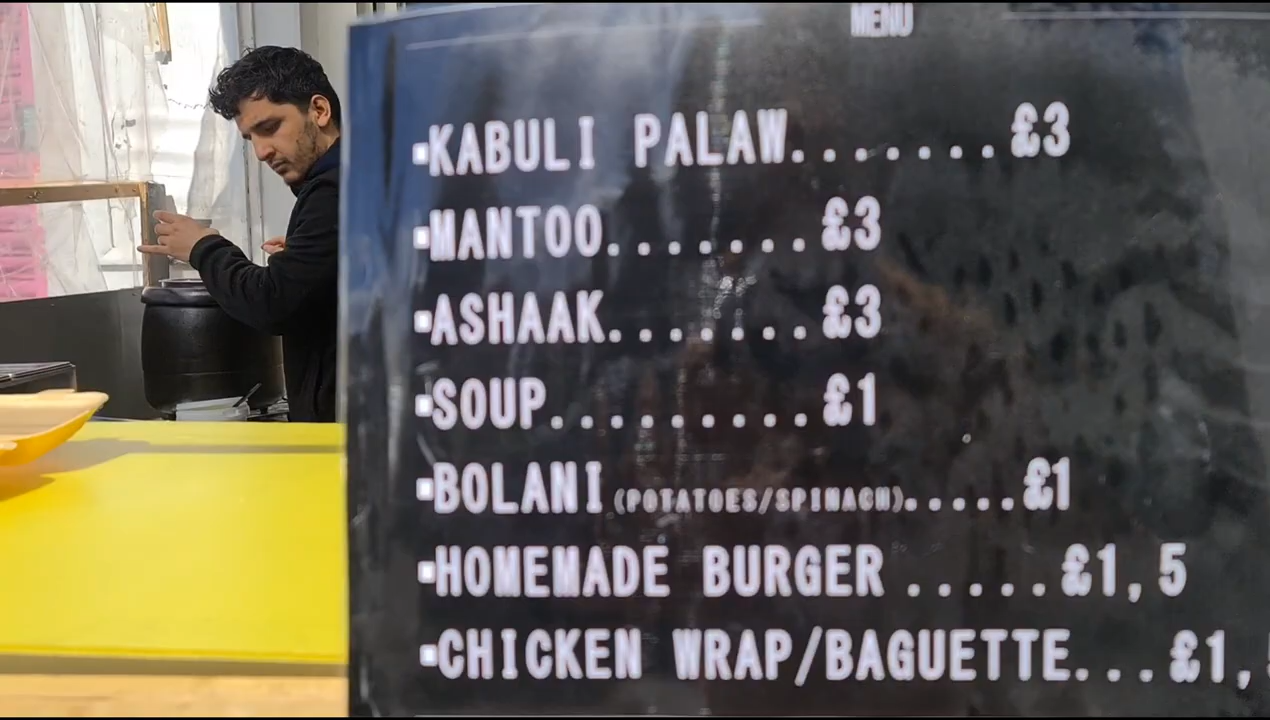 MENU
▪KABULI PALAW.......£3
▪MANTOO.......£3
▪ASHAAK.......£3
▪SOUP.........£1
▪BOLANI (POTATOES/SPINACH).....£1
▪HOMEMADE BURGER .....£1,5
▪CHICKEN WRAP/BAGUETTE...£1,5